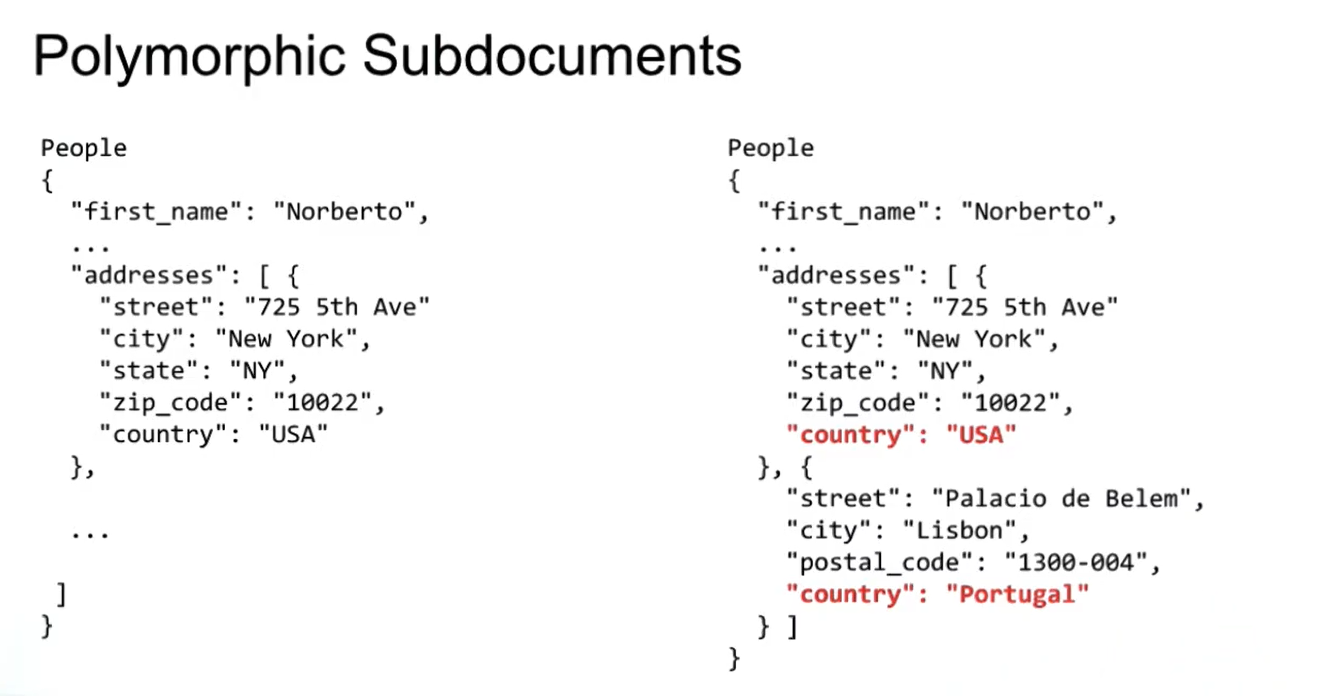 Polymorphic Subdocuments
People
{
"first_name": "Norberto",
...
"addresses": [ {
"street": "725 5th Ave"
"city": "New York",
"state": "NY",
"zip_code": "10022",
"country": "USA"
},
...
]
}
People
{
"first_name": "Norberto",
...
"addresses": [ {
"street": "725 5th Ave"
"city": "New York",
"state": "NY",
"zip_code": "10022",
"country": "USA"
}, {
"street": "Palacio de Belem",
"city": "Lisbon",
"postal_code": "1300-004",
"country": "Portugal"
} ]
}